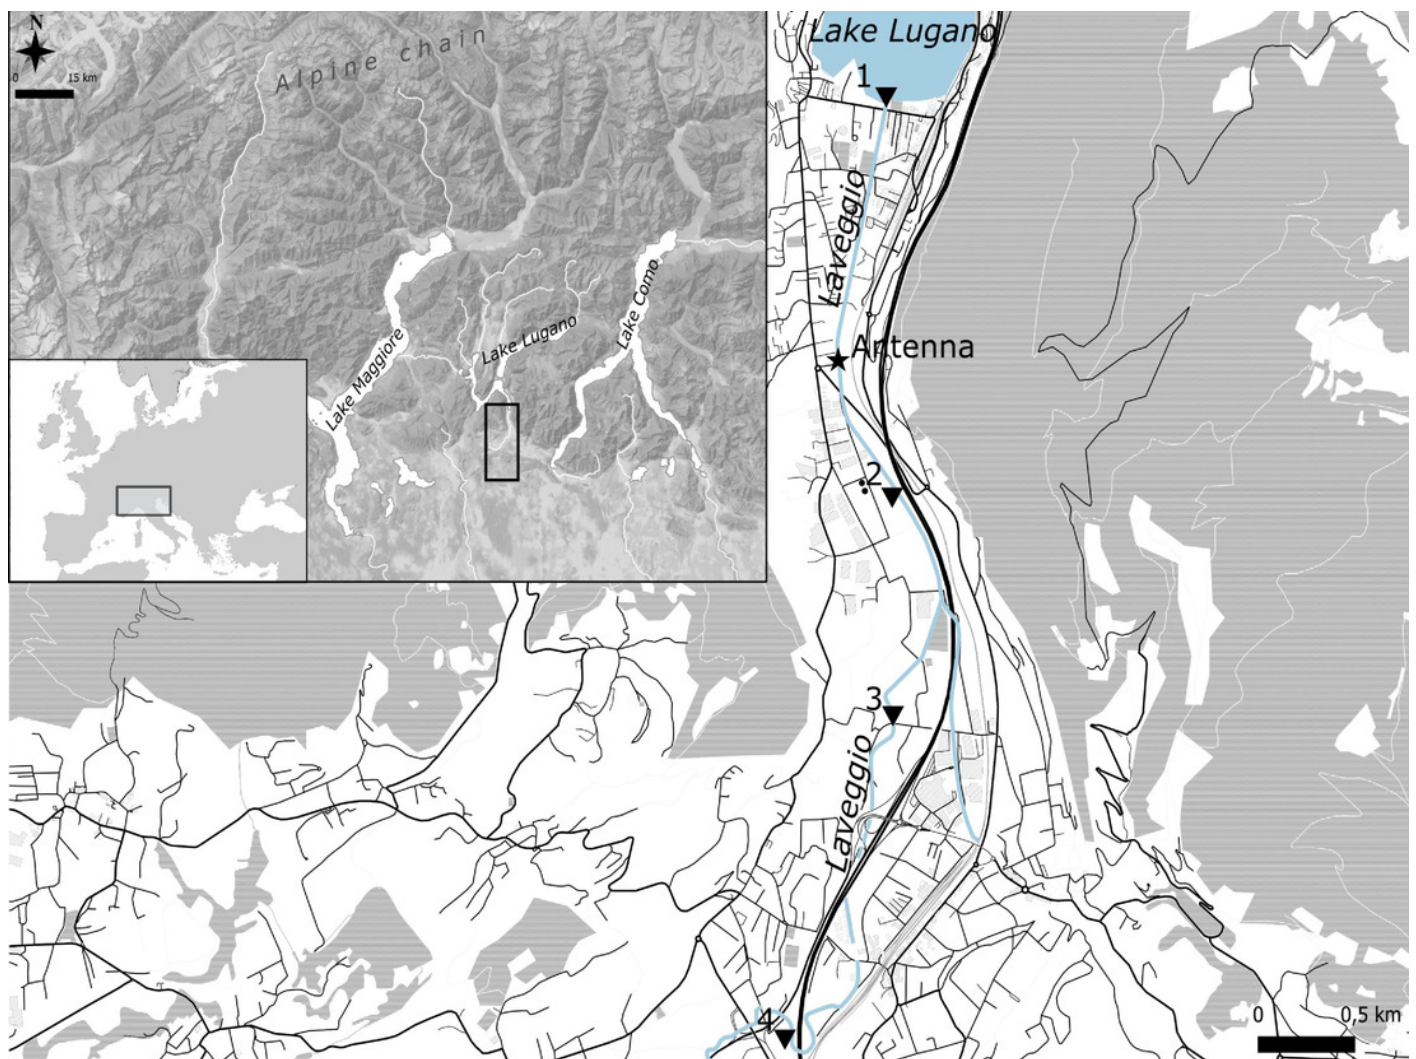 N
0 15 km
Alpine chain
Lake Maggiore
Lake Lugano
Lake Como
Lake Lugano
1
Laveggio
Antenna
2
3
Laveggio
4
0 0,5 km